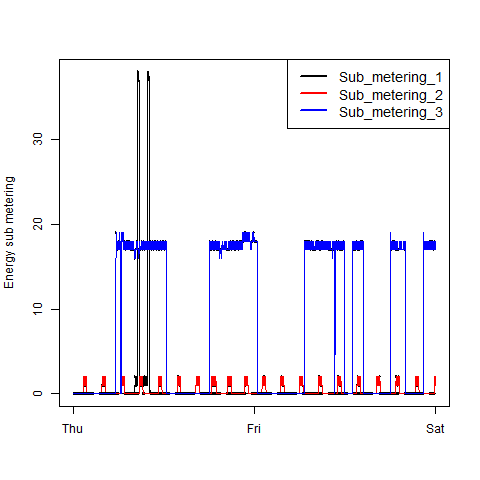 Sub_metering_1
Sub_metering_2
Sub_metering_3
Energy sub metering
30
20
10
0
Thu Fri Sat